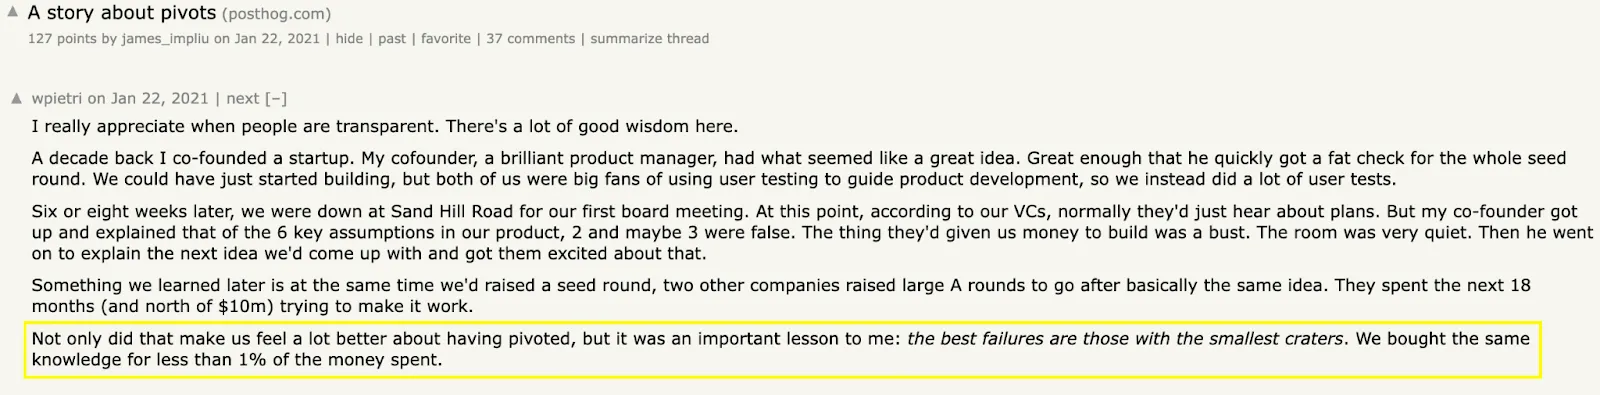 ▲ A story about pivots (posthog.com)
127 points by james_impliu on Jan 22, 2021 | hide | past | favorite | 37 comments | summarize thread
▲ wpietri on Jan 22, 2021 | next [–]
I really appreciate when people are transparent. There's a lot of good wisdom here.
A decade back I co-founded a startup. My cofounder, a brilliant product manager, had what seemed like a great idea. Great enough that he quickly got a fat check for the whole seed
round. We could have just started building, but both of us were big fans of using user testing to guide product development, so we instead did a lot of user tests.
Six or eight weeks later, we were down at Sand Hill Road for our first board meeting. At this point, according to our VCs, normally they'd just hear about plans. But my co-founder got
up and explained that of the 6 key assumptions in our product, 2 and maybe 3 were false. The thing they'd given us money to build was a bust. The room was very quiet. Then he went
on to explain the next idea we'd come up with and got them excited about that.
Something we learned later is at the same time we'd raised a seed round, two other companies raised large A rounds to go after basically the same idea. They spent the next 18
months (and north of $10m) trying to make it work.
Not only did that make us feel a lot better about having pivoted, but it was an important lesson to me: the best failures are those with the smallest craters. We bought the same
knowledge for less than 1% of the money spent.